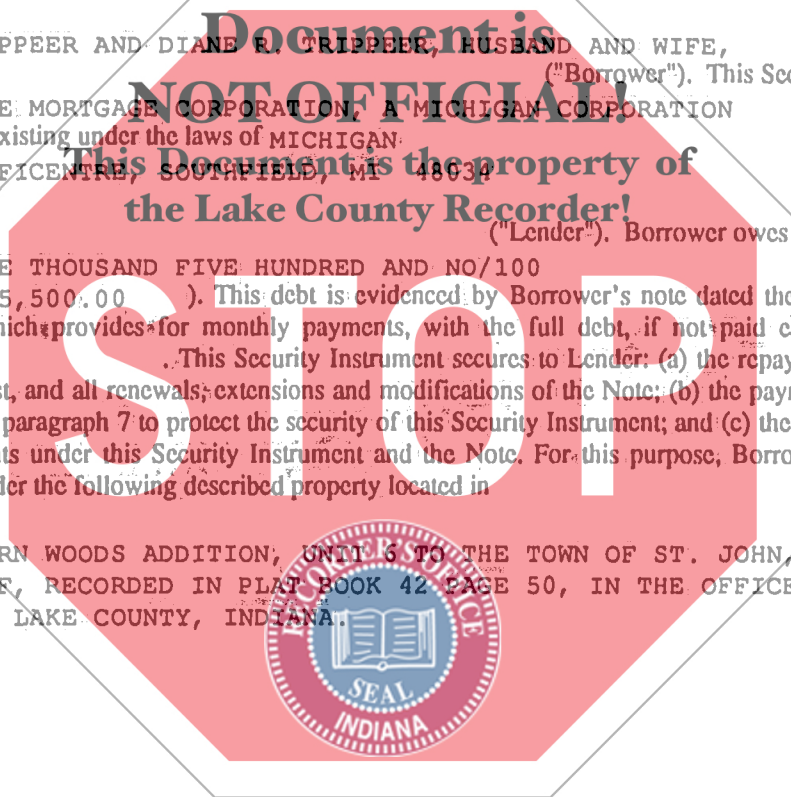 PPEER AND DIANE R. TRIPPEER, HUSBAND AND WIFE,
Document is
("Borrower"). This Sec
NOT OFFICIAL!
E MORTGAGE CORPORATION, A MICHIGAN CORPORATION
xisting under the laws of MICHIGAN
This Document is the property of
FICENTRE, SOUTHFIELD, MI 48034
the Lake County Recorder!
("Lender"). Borrower owes
E THOUSAND FIVE HUNDRED AND NO/100
5,500.00 ). This debt is evidenced by Borrower's note dated the
hich provides for monthly payments, with the full debt, if not paid e
. This Security Instrument secures to Lender: (a) the repay
st, and all renewals, extensions and modifications of the Note; (b) the payn
paragraph 7 to protect the security of this Security Instrument; and (c) the
ts under this Security Instrument and the Note. For this purpose, Borro
der the following described property located in
STOP
RN WOODS ADDITION, UNIT 6 TO THE TOWN OF ST. JOHN,
F, RECORDED IN PLAT BOOK 42 PAGE 50, IN THE OFFICE
LAKE COUNTY, INDIANA.
RECORDER'S OFFICE
SEAL
INDIANA